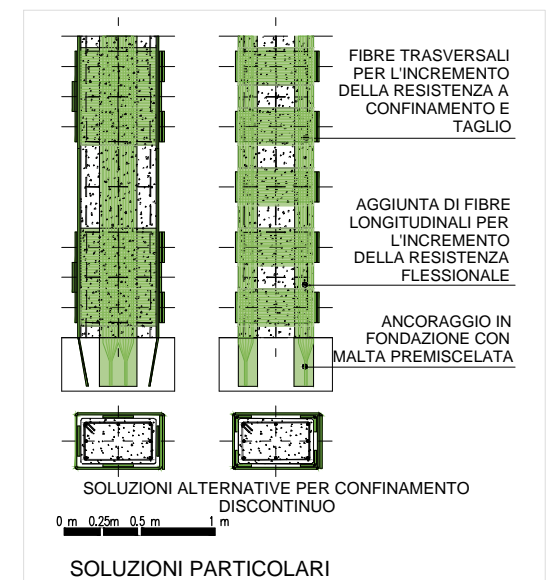 FIBRE TRASVERSALI
PER L'INCREMENTO
DELLA RESISTENZA A
CONFINAMENTO E
TAGLIO
AGGIUNTA DI FIBRE
LONGITUDINALI PER
L'INCREMENTO
DELLA RESISTENZA
FLESSIONALE
ANCORAGGIO IN
FONDAZIONE CON
MALTA PREMISCELATA
SOLUZIONI ALTERNATIVE PER CONFINAMENTO
DISCONTINUO
0 m 0.25m 0.5 m 1 m
SOLUZIONI PARTICOLARI